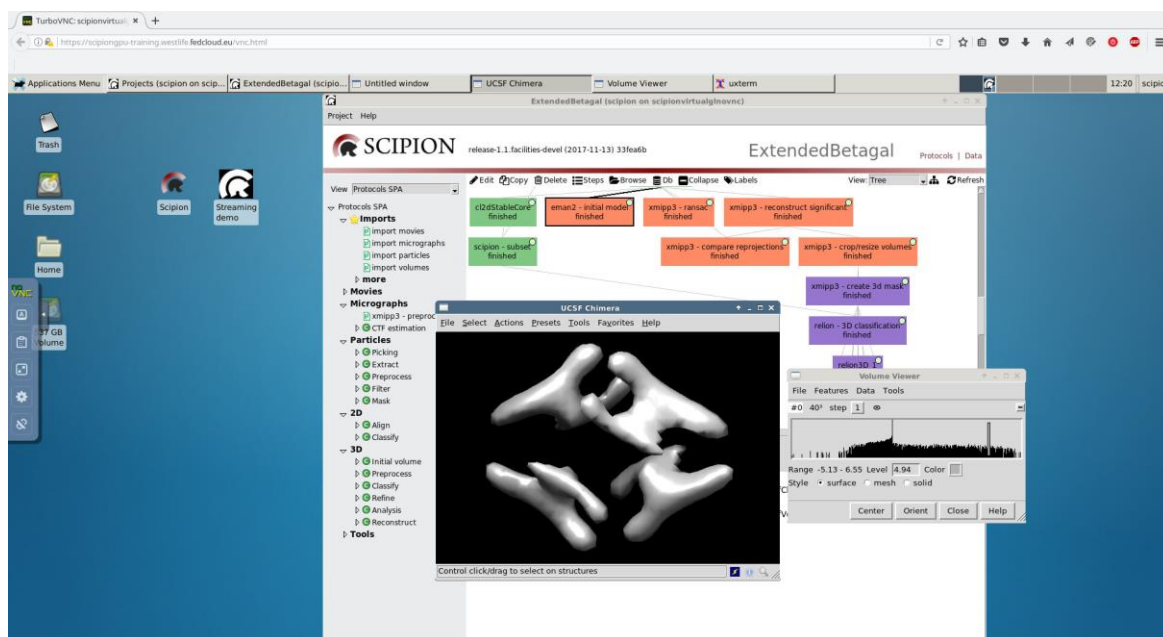 TurboVNC: scipionvirtual
https://scipiongpu-training.westlife.fedcloud.eu/vnc.html
Applications Menu
Projects (scipion on scip...
ExtendedBetagal (scipio...
Untitled window
UCSF Chimera
Volume Viewer
uxterm
12:20
Trash
File System
Home
Volume
Scipion
Streaming
demo
ExtendedBetagal (scipion on scipionvirtualglnovnc)
Project Help
SCIPION
release-1.1.facilities-devel (2017-11-13) 33fea6b
ExtendedBetagal
Protocols | Data
View Protocols SPA
Edit Copy Delete Steps Browse Db Collapse Labels
View: Tree
Refresh
Protocols SPA
Imports
import movies
import micrographs
import particles
import volumes
more
Movies
Micrographs
xmipp3 - preproc
CTF estimation
Particles
Picking
Extract
Preprocess
Filter
Mask
2D
Align
Classify
3D
Initial volume
Preprocess
Classify
Refine
Analysis
Reconstruct
Tools
cl2dStableCore
finished
eman2 - initial model
finished
xmipp3 - ransac
finished
xmipp3 - reconstruct significant
finished
scipion - subset
finished
xmipp3 - compare reprojections
finished
xmipp3 - crop/resize volumes
finished
xmipp3 - create 3d mask
finished
relion - 3D classification
finished
UCSF Chimera
File Select Actions Presets Tools Favorites Help
Control click/drag to select on structures
Volume Viewer
File Features Data Tools
#0 40³ step 1
Range -5.13 - 6.55 Level 4.94 Color
Style surface mesh solid
Center Orient Close Help